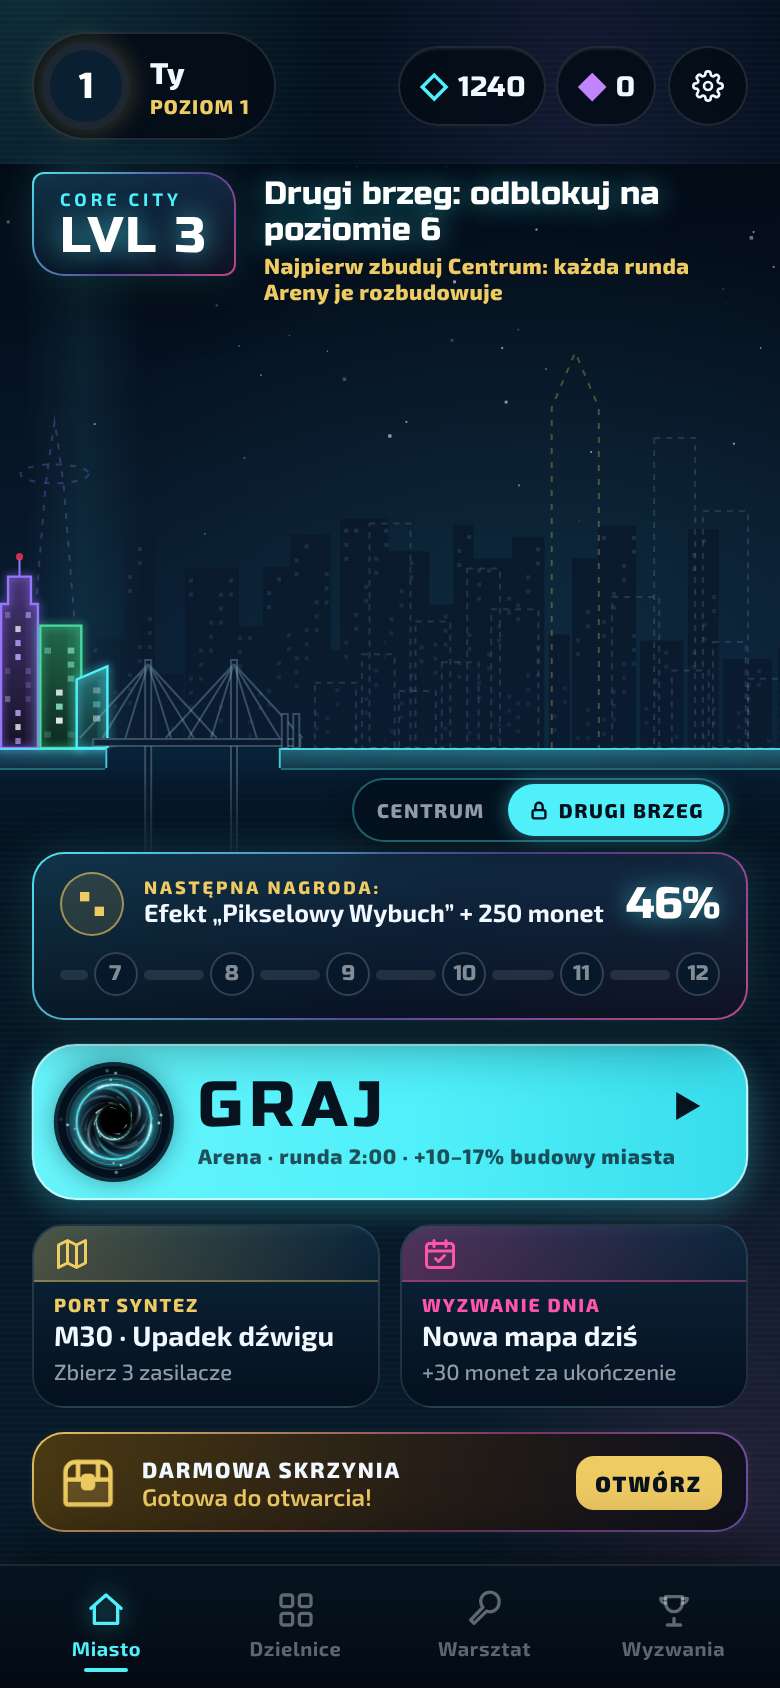 1
Ty
POZIOM 1
1240
0
CORE CITY
LVL 3
Drugi brzeg: odblokuj na
poziomie 6
Najpierw zbuduj Centrum: każda runda
Areny je rozbudowuje
CENTRUM
DRUGI BRZEG
NASTĘPNA NAGRODA:
Efekt „Pikselowy Wybuch” + 250 monet
46%
7
8
9
10
11
12
GRAJ
Arena · runda 2:00 · +10–17% budowy miasta
PORT SYNTEZ
M30 · Upadek dźwigu
Zbierz 3 zasilacze
WYZWANIE DNIA
Nowa mapa dziś
+30 monet za ukończenie
DARMOWA SKRZYNIA
Gotowa do otwarcia!
OTWÓRZ
Miasto
Dzielnice
Warsztat
Wyzwania